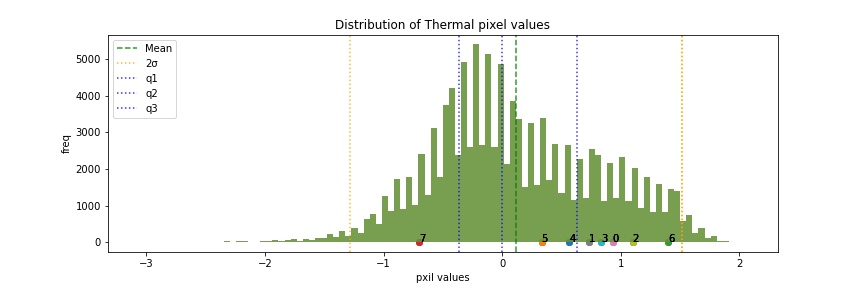 Distribution of Thermal pixel values
Mean
2σ
q1
q2
q3
freq
5000
4000
3000
2000
1000
0
7 5 4 1 3 0 2 6
−3 −2 −1 0 1 2
pxil values